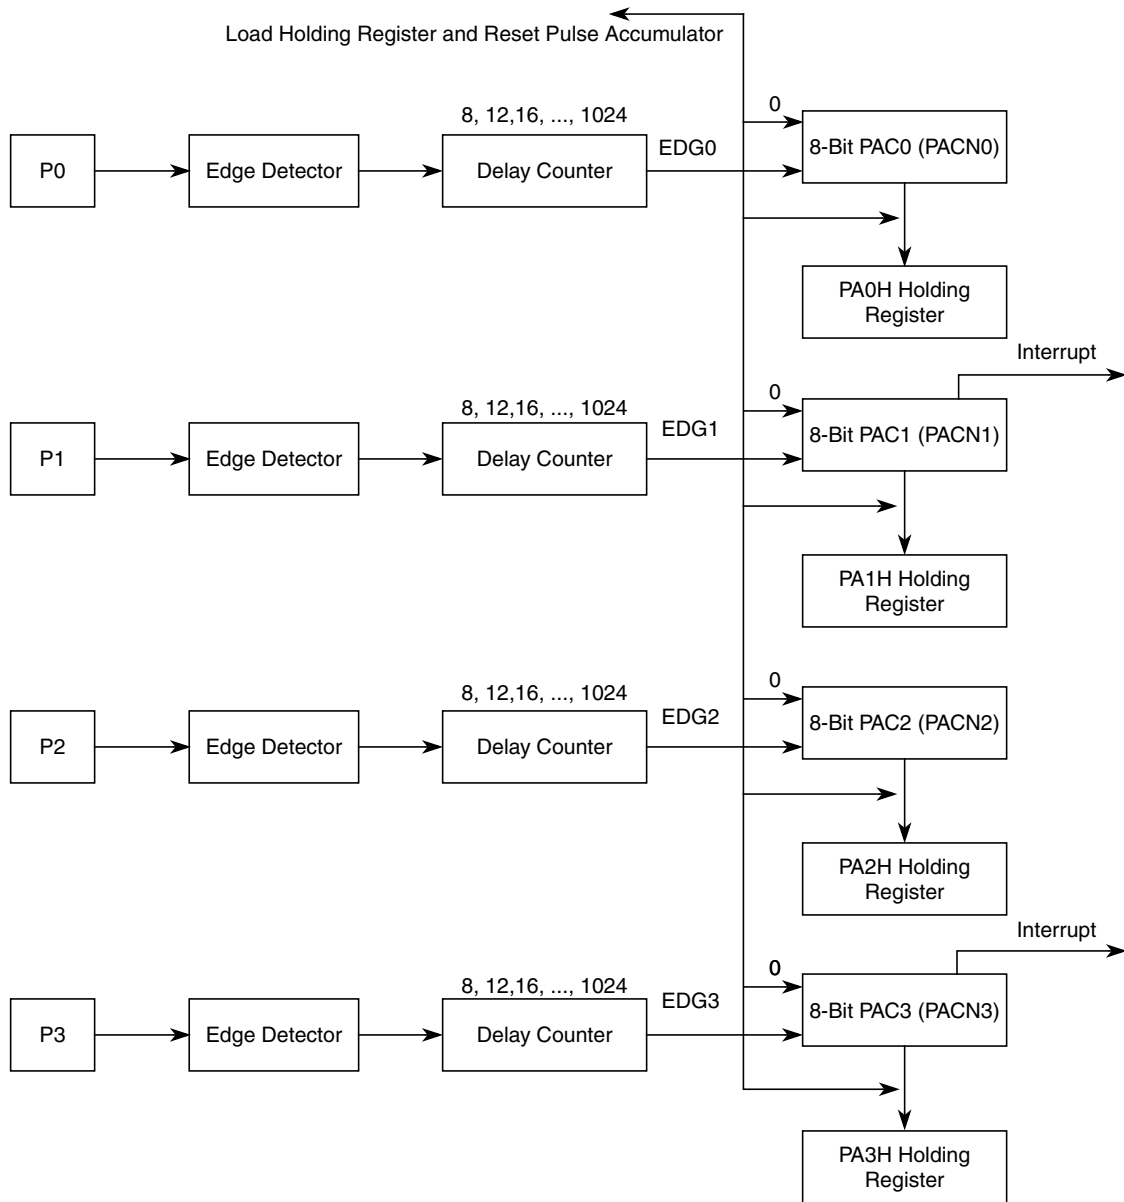 Load Holding Register and Reset Pulse Accumulator
0
8, 12,16, ..., 1024
EDG0
P0
Edge Detector
Delay Counter
8-Bit PAC0 (PACN0)
PA0H Holding
Register
Interrupt
0
8, 12,16, ..., 1024
EDG1
P1
Edge Detector
Delay Counter
8-Bit PAC1 (PACN1)
PA1H Holding
Register
0
8, 12,16, ..., 1024
EDG2
P2
Edge Detector
Delay Counter
8-Bit PAC2 (PACN2)
PA2H Holding
Register
Interrupt
0
8, 12,16, ..., 1024
EDG3
P3
Edge Detector
Delay Counter
8-Bit PAC3 (PACN3)
PA3H Holding
Register